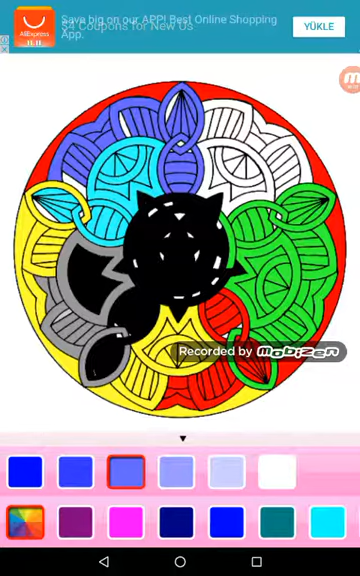 Save big on our APP! Best Online Shopping
App.
$4 Coupons for New Us
AliExpress
11.11
YÜKLE
Recorded by mobizen